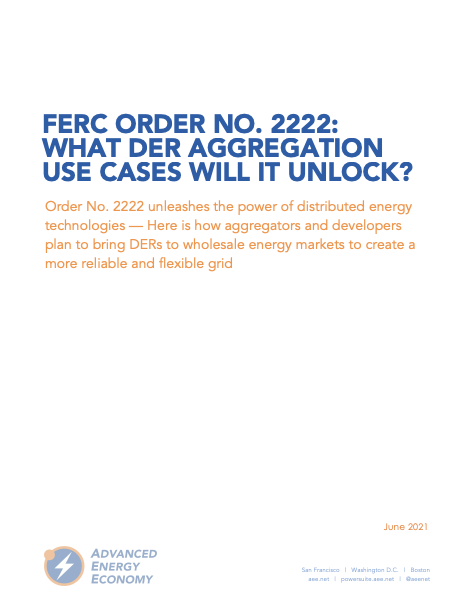 FERC ORDER NO. 2222:
WHAT DER AGGREGATION
USE CASES WILL IT UNLOCK?
Order No. 2222 unleashes the power of distributed energy
technologies — Here is how aggregators and developers
plan to bring DERs to wholesale energy markets to create a
more reliable and flexible grid
June 2021
ADVANCED
ENERGY
ECONOMY
San Francisco | Washington D.C. | Boston
aee.net | powersuite.aee.net | @aeenet